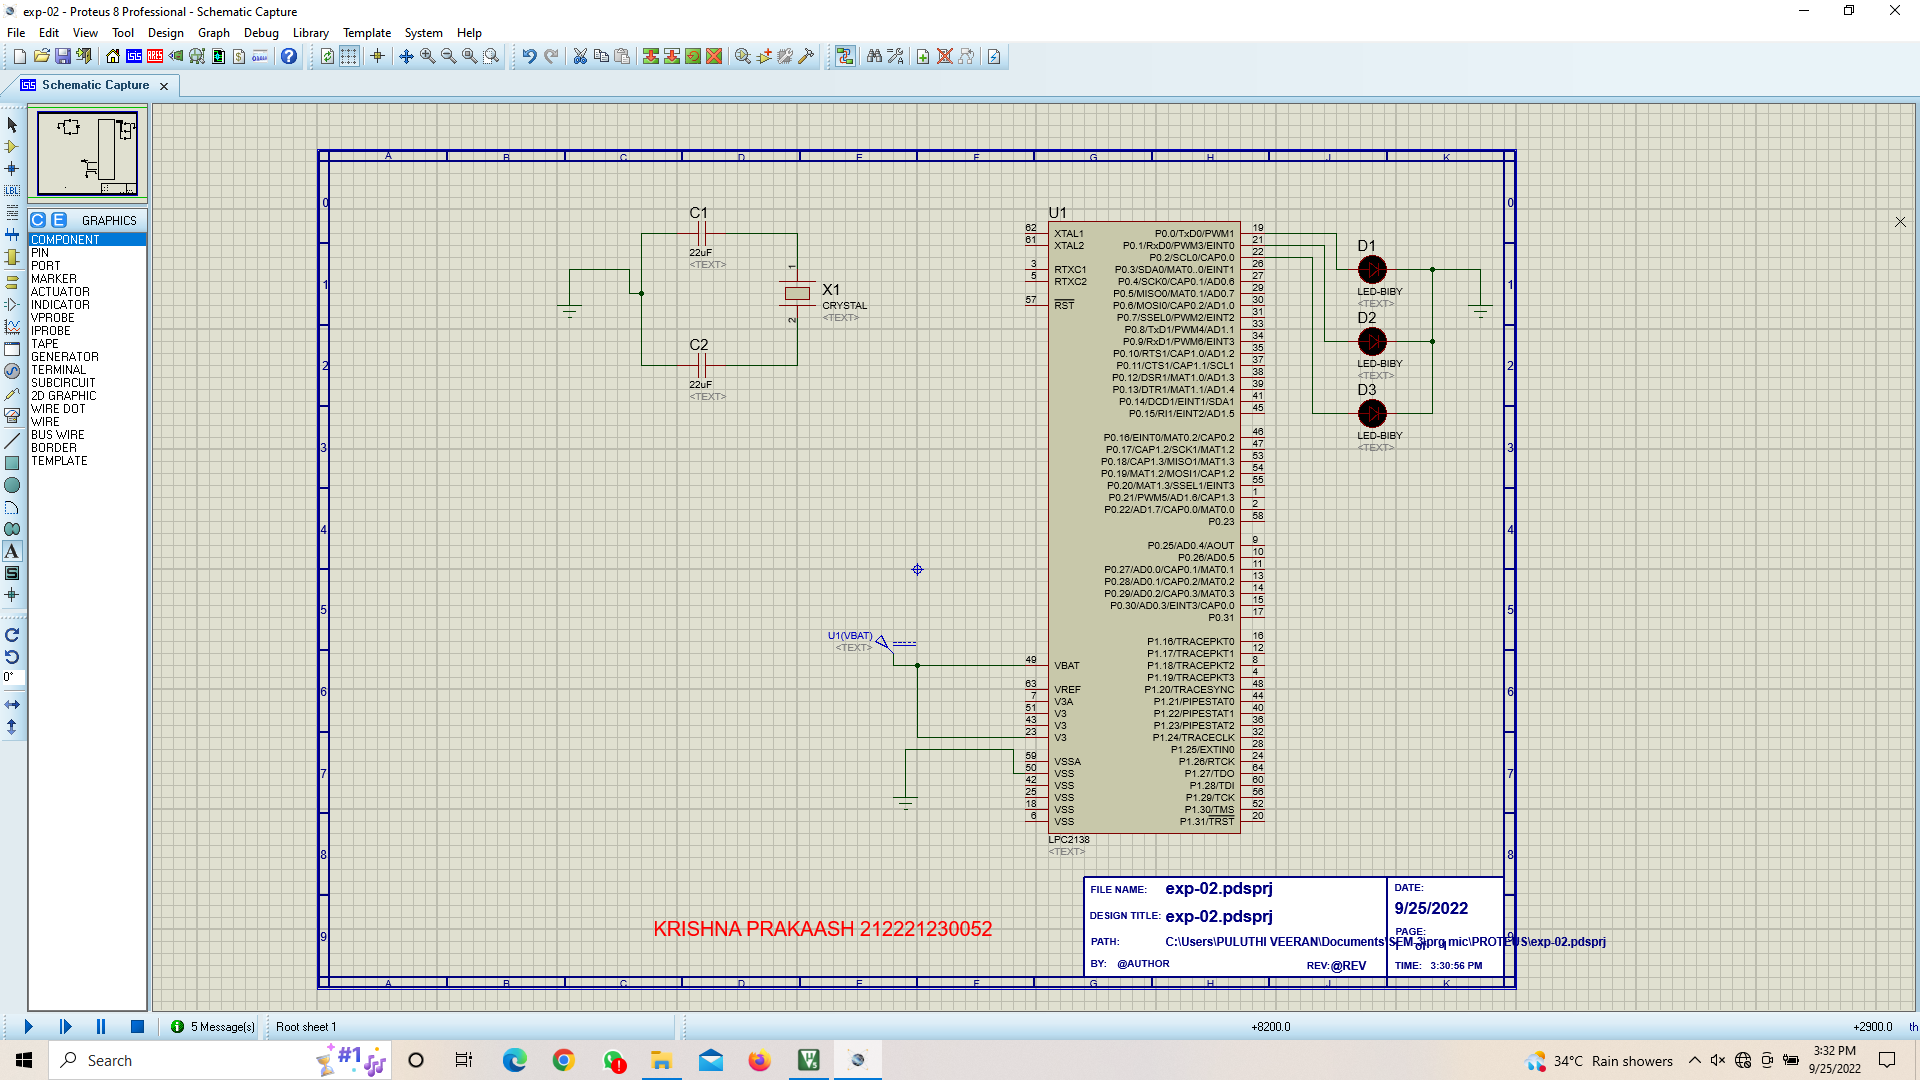 exp-02 - Proteus 8 Professional - Schematic Capture
File Edit View Tool Design Graph Debug Library Template System Help
Schematic Capture
GRAPHICS
COMPONENT
PIN
PORT
MARKER
ACTUATOR
INDICATOR
VPROBE
IPROBE
TAPE
GENERATOR
TERMINAL
SUBCIRCUIT
2D GRAPHIC
WIRE DOT
WIRE
BUS WIRE
BORDER
TEMPLATE
LBL
A
S
0°
A B C D E F G H J K
0 1 2 3 4 5 6 7 8 9
C1
22uF
<TEXT>
1
X1
CRYSTAL
<TEXT>
2
C2
22uF
<TEXT>
U1
62 XTAL1
61 XTAL2
3 RTXC1
5 RTXC2
57 RST
49 VBAT
63 VREF
7 V3A
51 V3
43 V3
23 V3
59 VSSA
50 VSS
42 VSS
25 VSS
18 VSS
6 VSS
P0.0/TxD0/PWM1 19
P0.1/RxD0/PWM3/EINT0 21
P0.2/SCL0/CAP0.0 22
P0.3/SDA0/MAT0..0/EINT1 26
P0.4/SCK0/CAP0.1/AD0.6 27
P0.5/MISO0/MAT0.1/AD0.7 29
P0.6/MOSI0/CAP0.2/AD1.0 30
P0.7/SSEL0/PWM2/EINT2 31
P0.8/TxD1/PWM4/AD1.1 33
P0.9/RxD1/PWM6/EINT3 34
P0.10/RTS1/CAP1.0/AD1.2 35
P0.11/CTS1/CAP1.1/SCL1 37
P0.12/DSR1/MAT1.0/AD1.3 38
P0.13/DTR1/MAT1.1/AD1.4 39
P0.14/DCD1/EINT1/SDA1 41
P0.15/RI1/EINT2/AD1.5 45
P0.16/EINT0/MAT0.2/CAP0.2 46
P0.17/CAP1.2/SCK1/MAT1.2 47
P0.18/CAP1.3/MISO1/MAT1.3 53
P0.19/MAT1.2/MOSI1/CAP1.2 54
P0.20/MAT1.3/SSEL1/EINT3 55
P0.21/PWM5/AD1.6/CAP1.3 1
P0.22/AD1.7/CAP0.0/MAT0.0 2
P0.23 58
P0.25/AD0.4/AOUT 9
P0.26/AD0.5 10
P0.27/AD0.0/CAP0.1/MAT0.1 11
P0.28/AD0.1/CAP0.2/MAT0.2 13
P0.29/AD0.2/CAP0.3/MAT0.3 14
P0.30/AD0.3/EINT3/CAP0.0 15
P0.31 17
P1.16/TRACEPKT0 16
P1.17/TRACEPKT1 12
P1.18/TRACEPKT2 8
P1.19/TRACEPKT3 4
P1.20/TRACESYNC 48
P1.21/PIPESTAT0 44
P1.22/PIPESTAT1 40
P1.23/PIPESTAT2 36
P1.24/TRACECLK 32
P1.25/EXTIN0 28
P1.26/RTCK 24
P1.27/TDO 64
P1.28/TDI 60
P1.29/TCK 56
P1.30/TMS 52
P1.31/TRST 20
LPC2138
<TEXT>
U1(VBAT)
<TEXT>
D1
LED-BIBY
<TEXT>
D2
LED-BIBY
<TEXT>
D3
LED-BIBY
<TEXT>
KRISHNA PRAKAASH 212221230052
FILE NAME: exp-02.pdsprj
DESIGN TITLE: exp-02.pdsprj
PATH: C:\Users\PULUTHI VEERAN\Documents\SEM-3\prg mic\PROTEUS\exp-02.pdsprj
BY: @AUTHOR
REV:@REV
DATE:
9/25/2022
PAGE:
TIME: 3:30:56 PM
A B C D E F G H J K
5 Message(s) Root sheet 1 +8200.0 +2900.0 th
Search
#1
34°C Rain showers
3:32 PM
9/25/2022